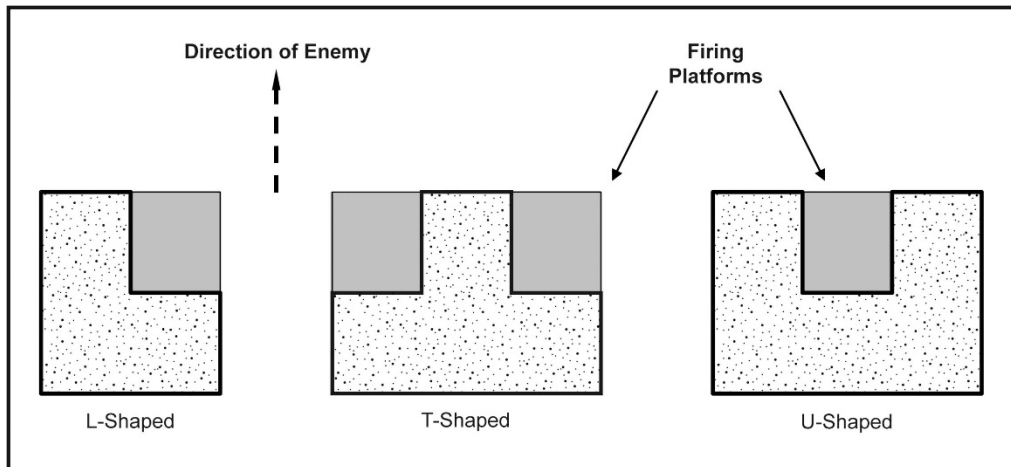 Direction of Enemy
Firing
Platforms
L-Shaped
T-Shaped
U-Shaped